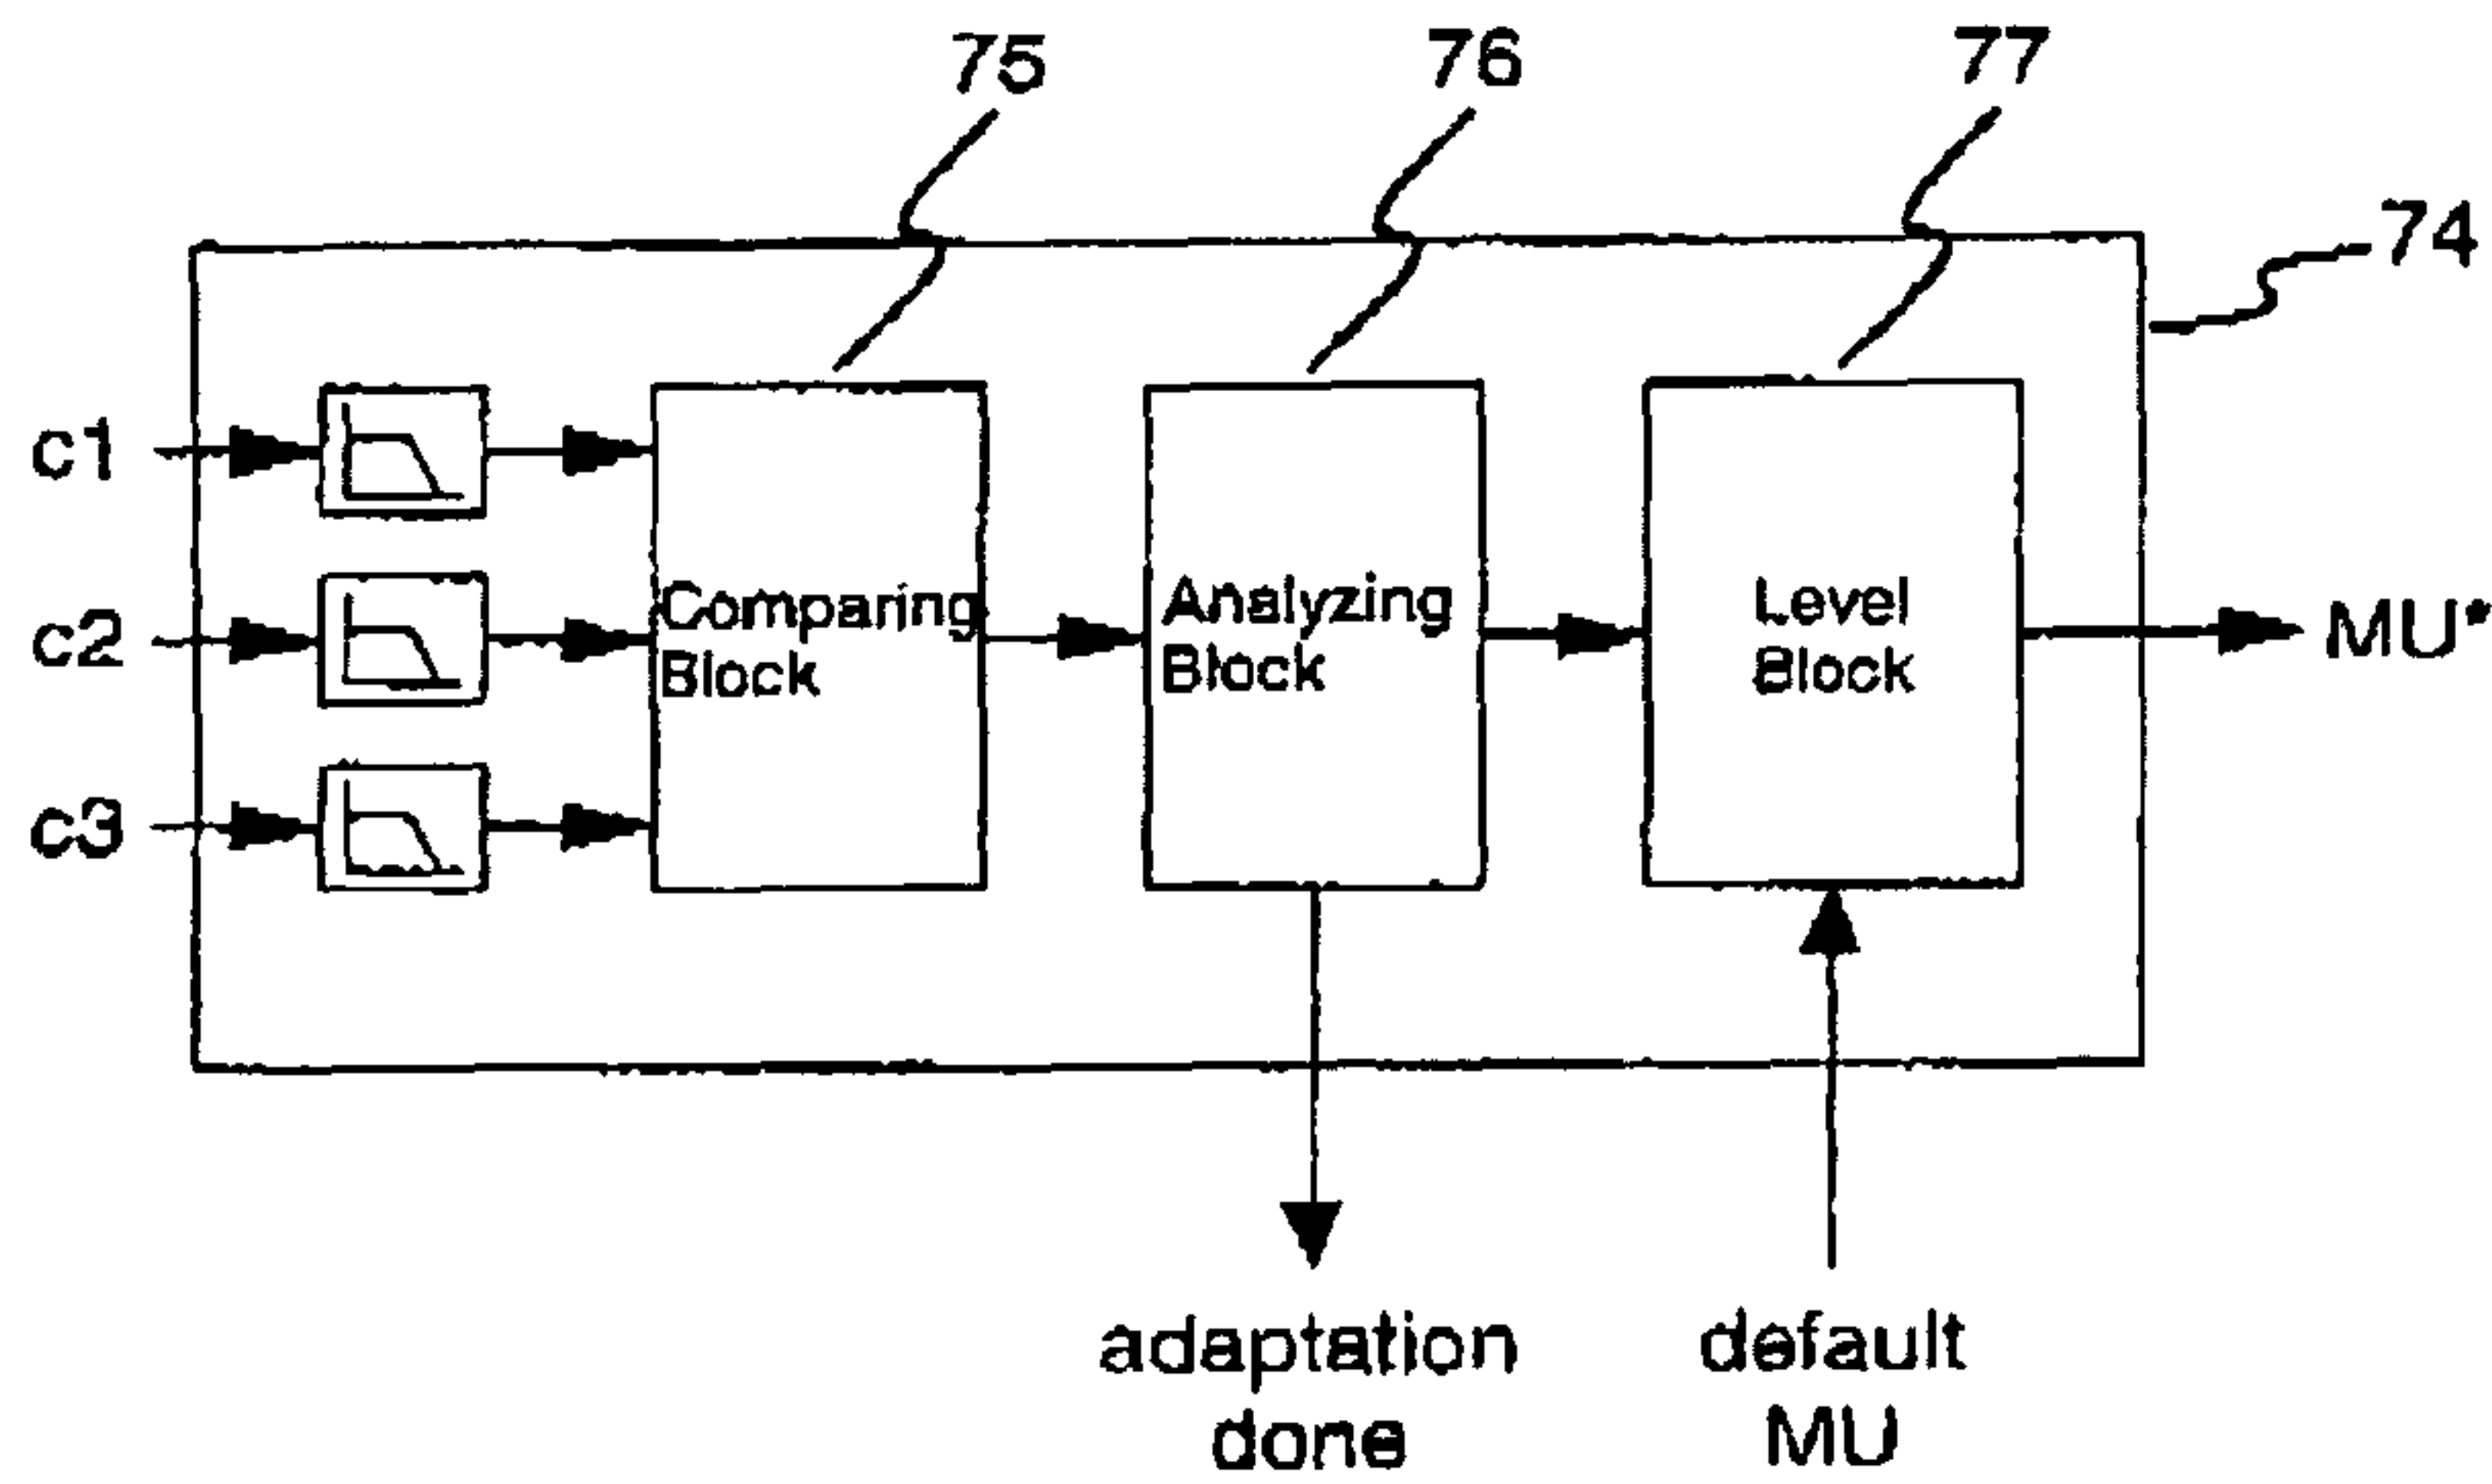 75
76
77
74
c1
c2
c3
Comparing
Block
Analyzing
Block
Level
Block
MU*
adaptation
done
default
MU